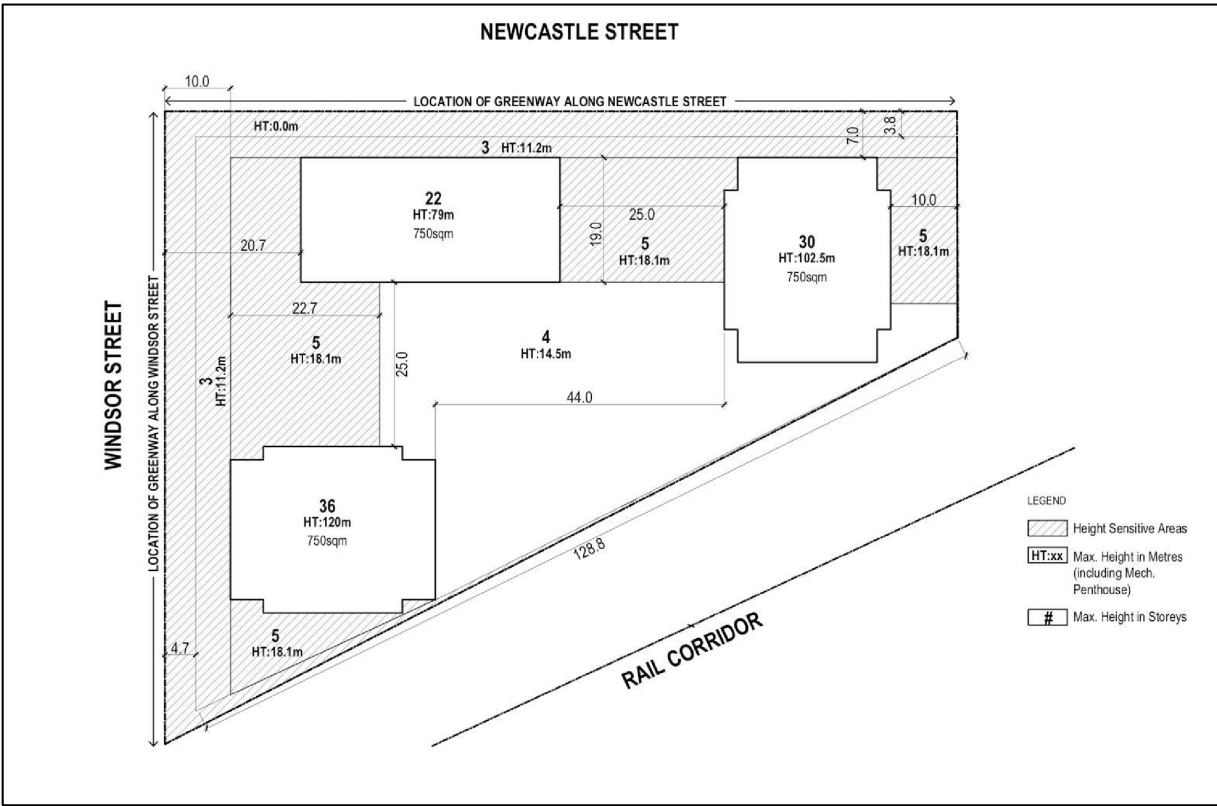 NEWCASTLE STREET
10.0
LOCATION OF GREENWAY ALONG NEWCASTLE STREET
HT:0.0m
3 HT:11.2m
7.0
3.8
22
HT:79m
750sqm
25.0
19.0
5
HT:18.1m
30
HT:102.5m
750sqm
10.0
5
HT:18.1m
20.7
WINDSOR STREET
LOCATION OF GREENWAY ALONG WINDSOR STREET
3
HT:11.2m
22.7
5
HT:18.1m
25.0
4
HT:14.5m
44.0
36
HT:120m
750sqm
128.8
5
HT:18.1m
4.7
RAIL CORRIDOR
LEGEND
Height Sensitive Areas
HT:xx Max. Height in Metres
(including Mech.
Penthouse)
# Max. Height in Storeys